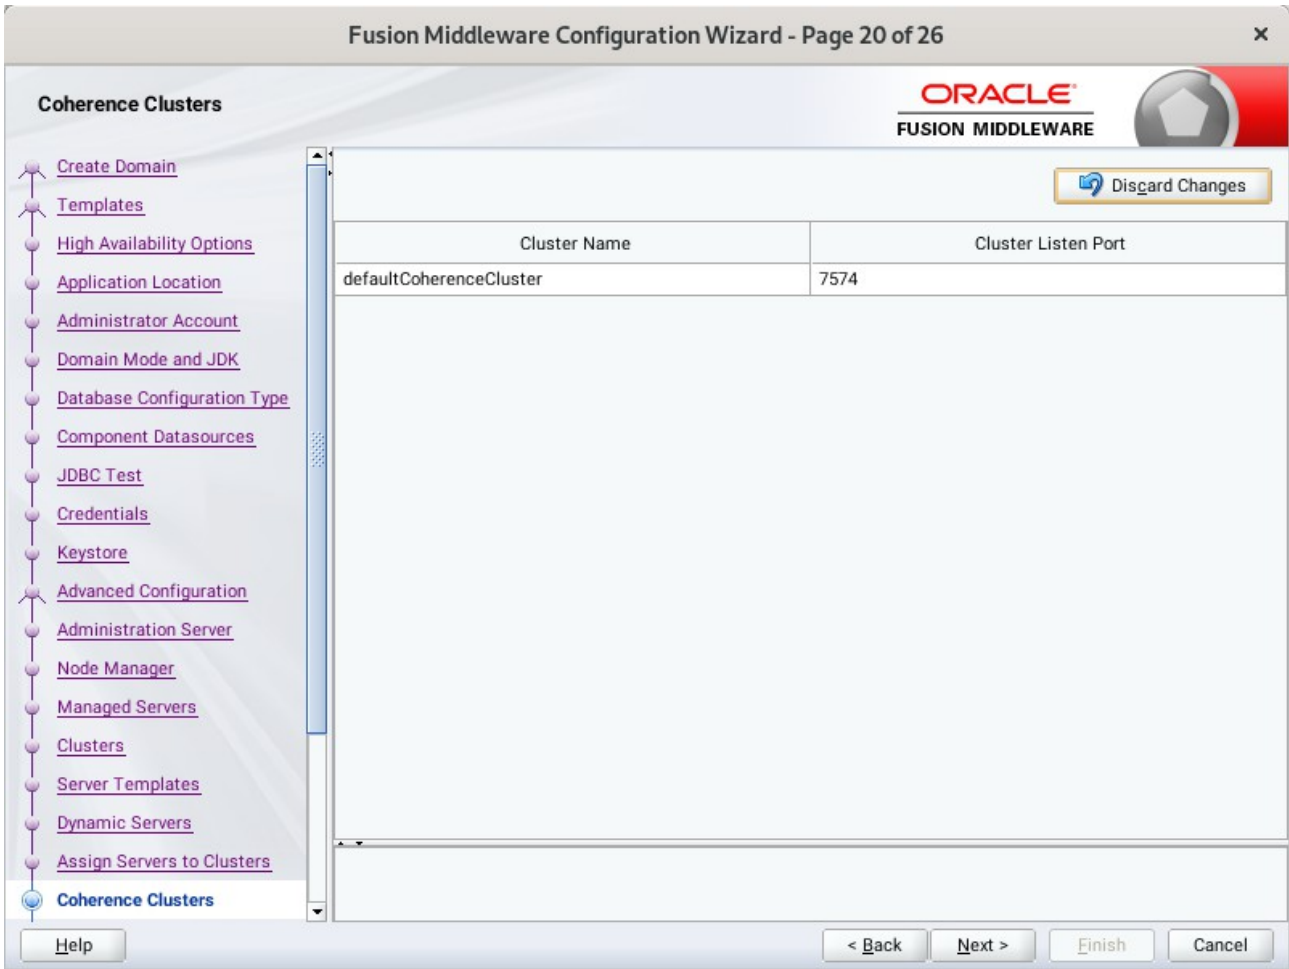 Fusion Middleware Configuration Wizard - Page 20 of 26
×
Coherence Clusters
ORACLE
FUSION MIDDLEWARE
Create Domain
Templates
High Availability Options
Application Location
Administrator Account
Domain Mode and JDK
Database Configuration Type
Component Datasources
JDBC Test
Credentials
Keystore
Advanced Configuration
Administration Server
Node Manager
Managed Servers
Clusters
Server Templates
Dynamic Servers
Assign Servers to Clusters
Coherence Clusters
Discard Changes
Cluster Name Cluster Listen Port
defaultCoherenceCluster 7574
Help < Back Next > Finish Cancel